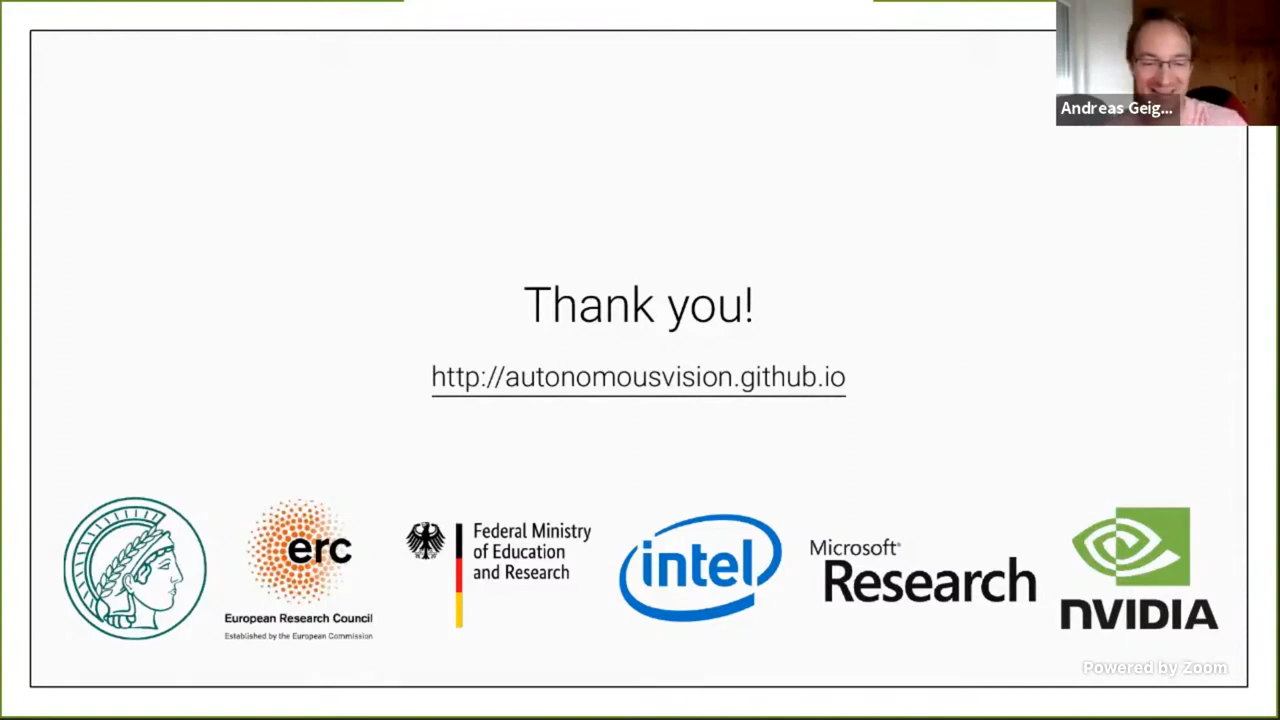 Andreas Geig...
Thank you!
http://autonomousvision.github.io
erc
European Research Council
Established by the European Commission
Federal Ministry
of Education
and Research
intel
Microsoft®
Research
NVIDIA
Powered by Zoom